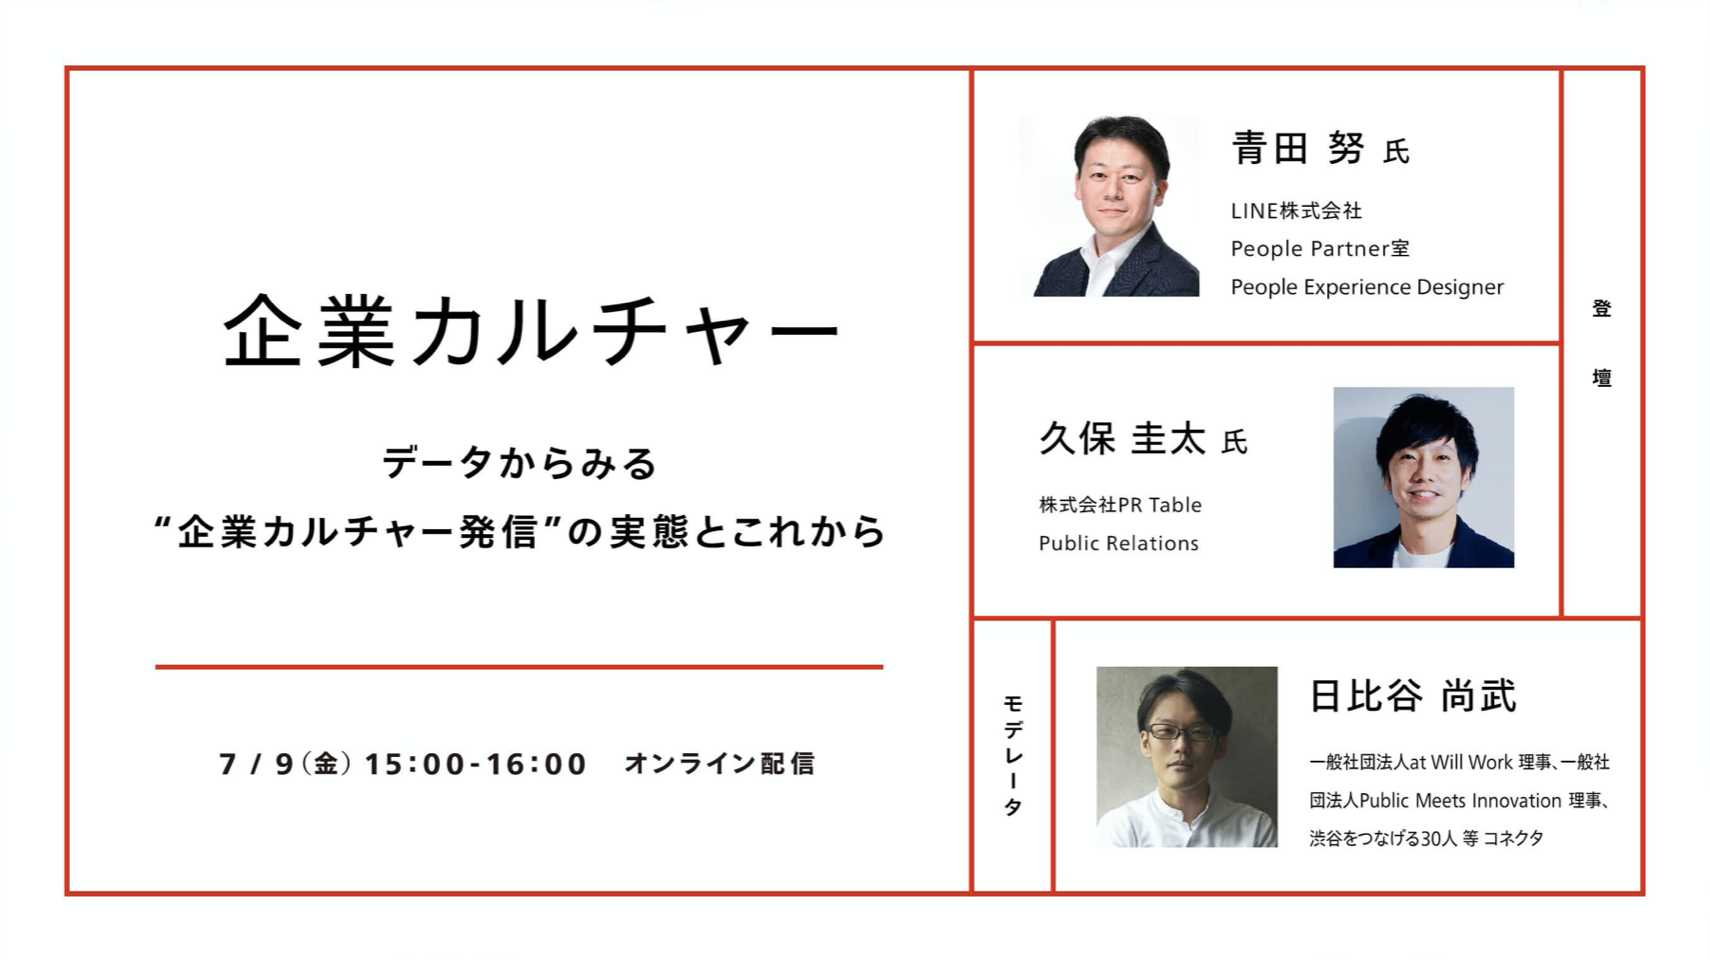 企業カルチャー
データからみる
“企業カルチャー発信”の実態とこれから
7 / 9（金） 15：00-16：00　オンライン配信
青田 努 氏
LINE株式会社
People Partner室
People Experience Designer
久保 圭太 氏
株式会社PR Table
Public Relations
登壇
モデレータ
日比谷 尚武
一般社団法人at Will Work 理事、一般社
団法人Public Meets Innovation 理事、
渋谷をつなげる30人 等 コネクタ